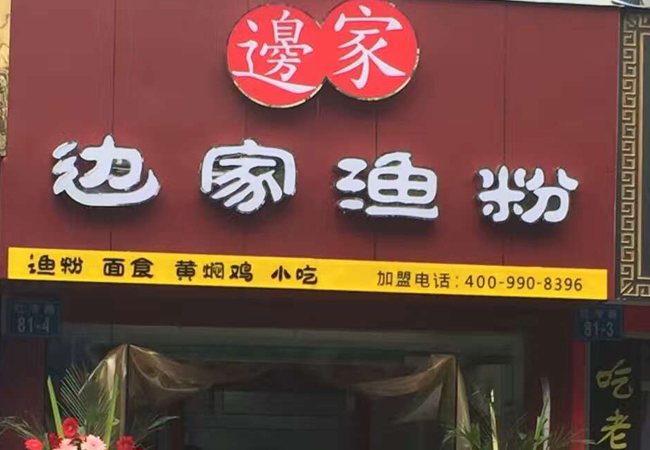 邊家
边家渔粉
渔粉 面食 黄焖鸡 小吃 加盟电话:400-990-8396
81-4
81-3
吃老